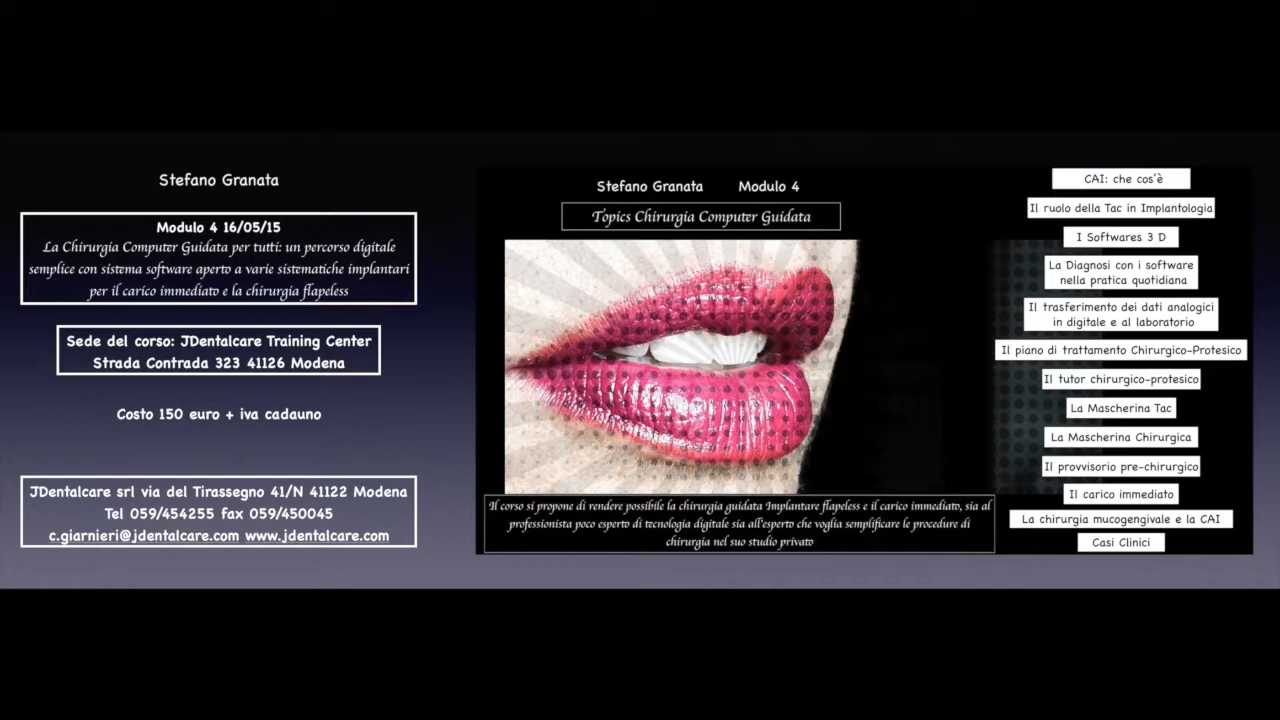 Stefano Granata
Modulo 4 16/05/15
La Chirurgia Computer Guidata per tutti: un percorso digitale
semplice con sistema software aperto a varie sistematiche implantari
per il carico immediato e la chirurgia flapeless
Sede del corso: JDentalcare Training Center
Strada Contrada 323 41126 Modena
Costo 150 euro + iva cadauno
JDentalcare srl via del Tirassegno 41/N 41122 Modena
Tel 059/454255 fax 059/450045
c.giarnieri@jdentalcare.com www.jdentalcare.com
Stefano Granata Modulo 4
Topics Chirurgia Computer Guidata
Il corso si propone di rendere possibile la chirurgia guidata Implantare flapeless e il carico immediato, sia al
professionista poco esperto di tecnologia digitale sia all'esperto che voglia semplificare le procedure di
chirurgia nel suo studio privato
CAI: che cos'è
Il ruolo della Tac in Implantologia
I Softwares 3 D
La Diagnosi con i software
nella pratica quotidiana
Il trasferimento dei dati analogici
in digitale e al laboratorio
Il piano di trattamento Chirurgico-Protesico
Il tutor chirurgico-protesico
La Mascherina Tac
La Mascherina Chirurgica
Il provvisorio pre-chirurgico
Il carico immediato
La chirurgia mucogengivale e la CAI
Casi Clinici